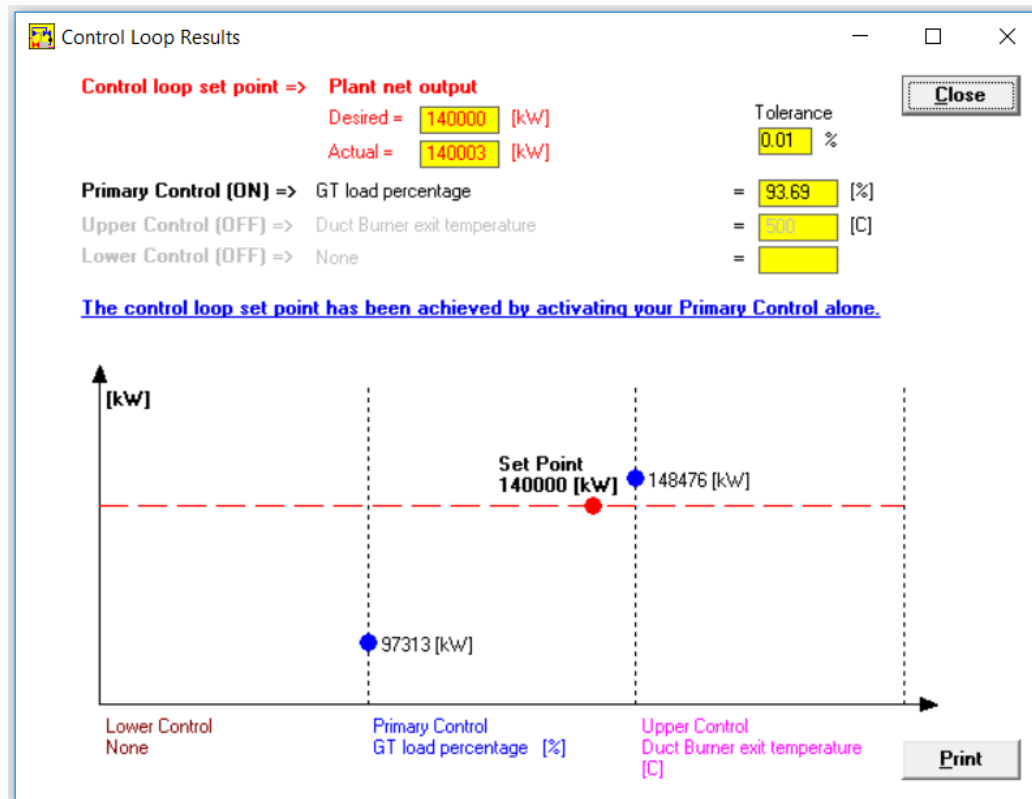 Control Loop Results
Control loop set point => Plant net output
Close
Desired = 140000 [kW]
Tolerance
0.01 %
Actual = 140003 [kW]
Primary Control (ON) => GT load percentage = 93.69 [%]
Upper Control (OFF) => Duct Burner exit temperature = 500 [C]
Lower Control (OFF) => None =
The control loop set point has been achieved by activating your Primary Control alone.
[kW]
Set Point
140000 [kW]
148476 [kW]
97313 [kW]
Lower Control
None
Primary Control
GT load percentage [%]
Upper Control
Duct Burner exit temperature
[C]
Print